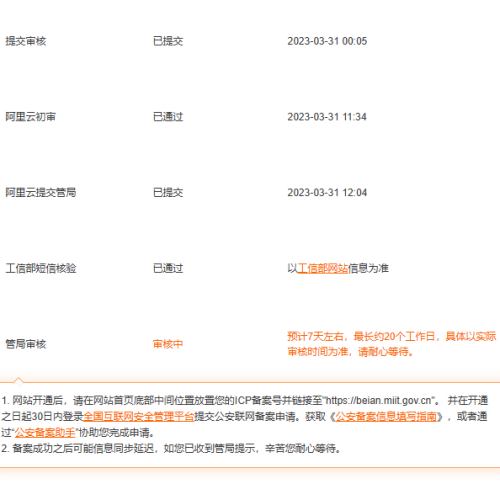 提交审核 已提交 2023-03-31 00:05
阿里云初审 已通过 2023-03-31 11:34
阿里云提交管局 已提交 2023-03-31 12:04
工信部短信核验 已通过 以工信部网站信息为准
管局审核 审核中 预计7天左右，最长约20个工作日，具体以实际
审核时间为准，请耐心等待。
1. 网站开通后，请在网站首页底部中间位置放置您的ICP备案号并链接至"https://beian.miit.gov.cn"。 并在开通
之日起30日内登录全国互联网安全管理平台提交公安联网备案申请。获取《公安备案信息填写指南》，或者通
过“公安备案助手”协助您完成申请。
2. 备案成功之后可能信息同步延迟，如您已收到管局提示，辛苦您耐心等待。